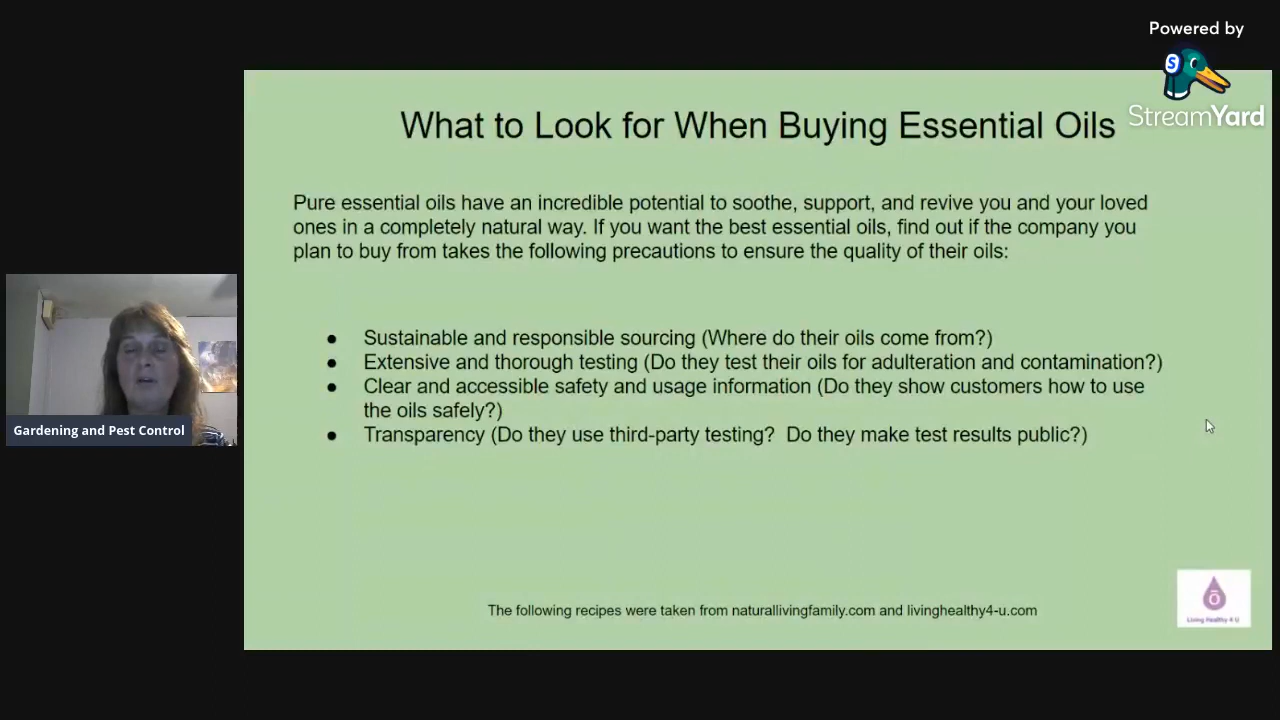 Powered by
StreamYard
What to Look for When Buying Essential Oils
Pure essential oils have an incredible potential to soothe, support, and revive you and your loved
ones in a completely natural way. If you want the best essential oils, find out if the company you
plan to buy from takes the following precautions to ensure the quality of their oils:
● Sustainable and responsible sourcing (Where do their oils come from?)
● Extensive and thorough testing (Do they test their oils for adulteration and contamination?)
● Clear and accessible safety and usage information (Do they show customers how to use
the oils safely?)
● Transparency (Do they use third-party testing?  Do they make test results public?)
Gardening and Pest Control
The following recipes were taken from naturallivingfamily.com and livinghealthy4-u.com
Living Healthy 4 U